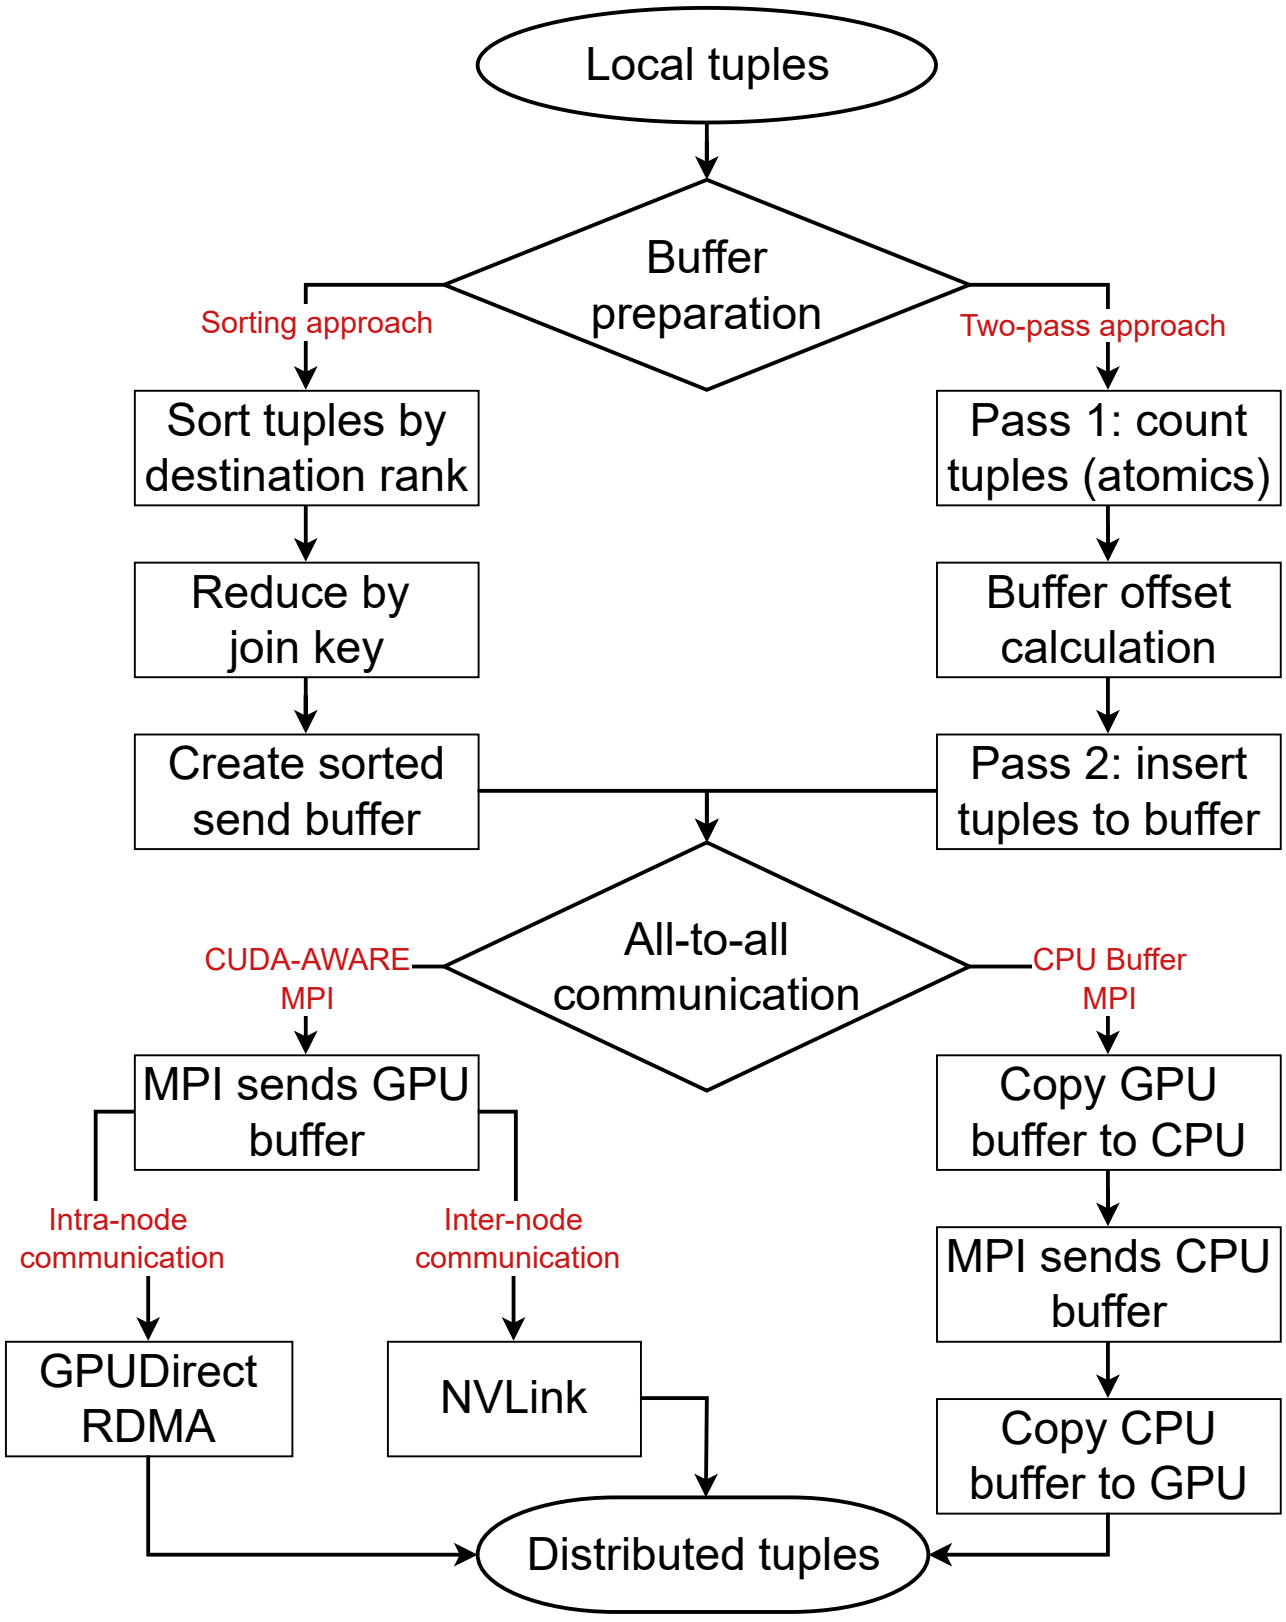 Local tuples
Buffer
preparation
Sorting approach
Two-pass approach
Sort tuples by
destination rank
Pass 1: count
tuples (atomics)
Reduce by
join key
Buffer offset
calculation
Create sorted
send buffer
Pass 2: insert
tuples to buffer
All-to-all
communication
CUDA-AWARE
MPI
CPU Buffer
MPI
MPI sends GPU
buffer
Copy GPU
buffer to CPU
Intra-node
communication
Inter-node
communication
MPI sends CPU
buffer
GPUDirect
RDMA
NVLink
Copy CPU
buffer to GPU
Distributed tuples